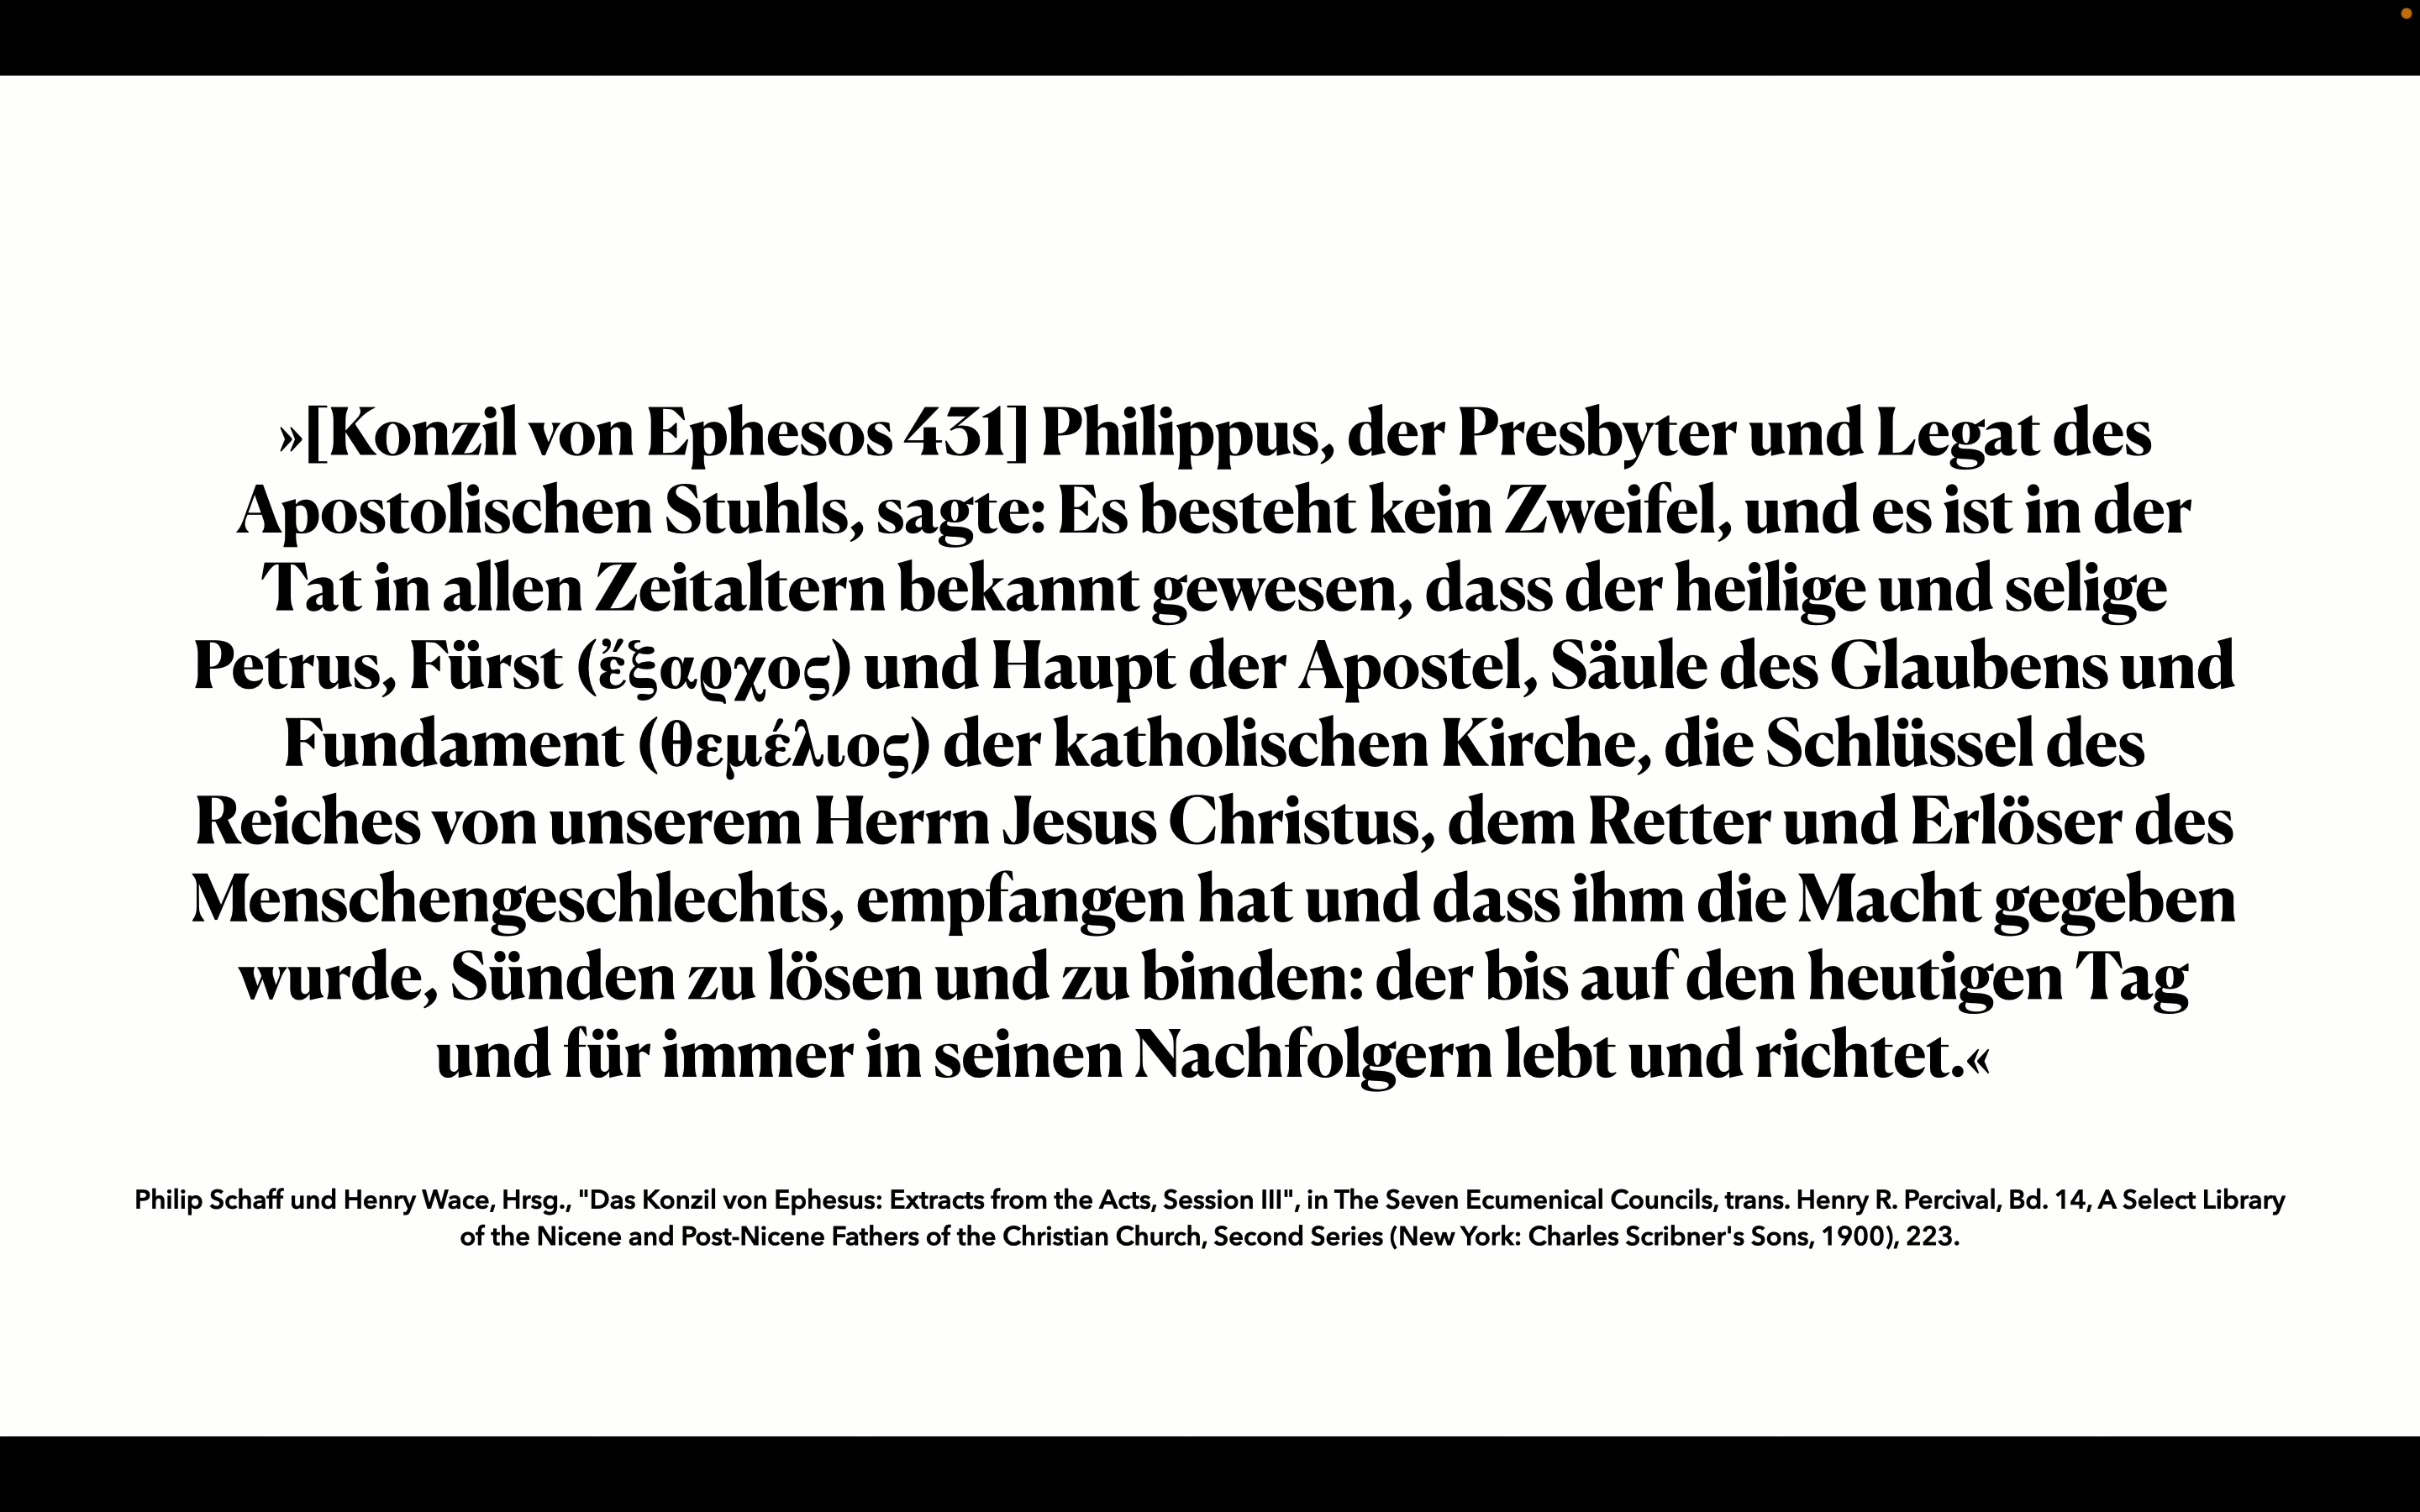 »[Konzil von Ephesos 431] Philippus, der Presbyter und Legat des
Apostolischen Stuhls, sagte: Es besteht kein Zweifel, und es ist in der
Tat in allen Zeitaltern bekannt gewesen, dass der heilige und selige
Petrus, Fürst (ἔξαρχος) und Haupt der Apostel, Säule des Glaubens und
Fundament (θεμέλιος) der katholischen Kirche, die Schlüssel des
Reiches von unserem Herrn Jesus Christus, dem Retter und Erlöser des
Menschengeschlechts, empfangen hat und dass ihm die Macht gegeben
wurde, Sünden zu lösen und zu binden: der bis auf den heutigen Tag
und für immer in seinen Nachfolgern lebt und richtet.«
Philip Schaff und Henry Wace, Hrsg., "Das Konzil von Ephesus: Extracts from the Acts, Session III", in The Seven Ecumenical Councils, trans. Henry R. Percival, Bd. 14, A Select Library
of the Nicene and Post-Nicene Fathers of the Christian Church, Second Series (New York: Charles Scribner's Sons, 1900), 223.